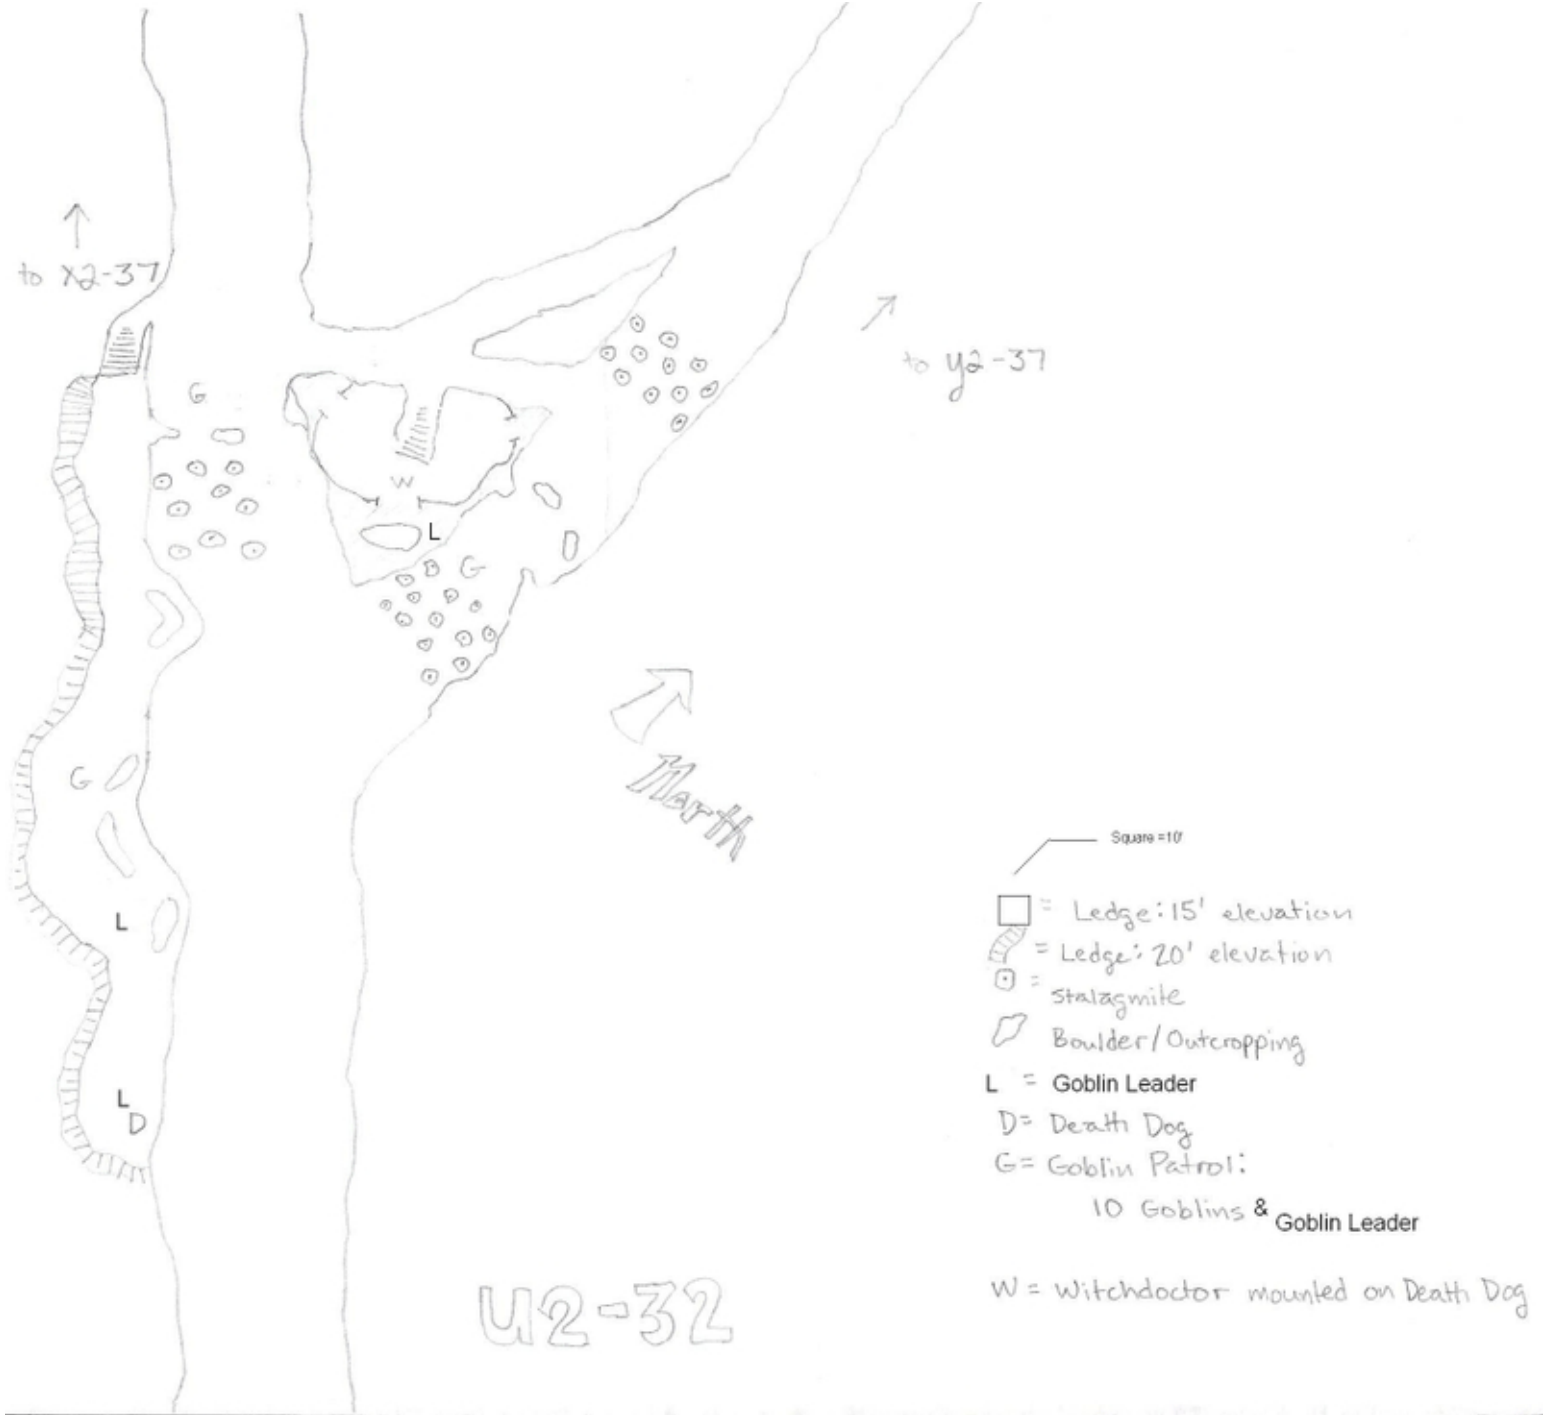 to X2-37
to y2-37
G
W
L
G
D
North
G
L
L
D
Square =10'
= Ledge: 15' elevation
= Ledge: 20' elevation
= stalagmite
Boulder/Outcropping
L = Goblin Leader
D= Death Dog
G= Goblin Patrol:
10 Goblins & Goblin Leader
W = Witchdoctor mounted on Death Dog
U2-32